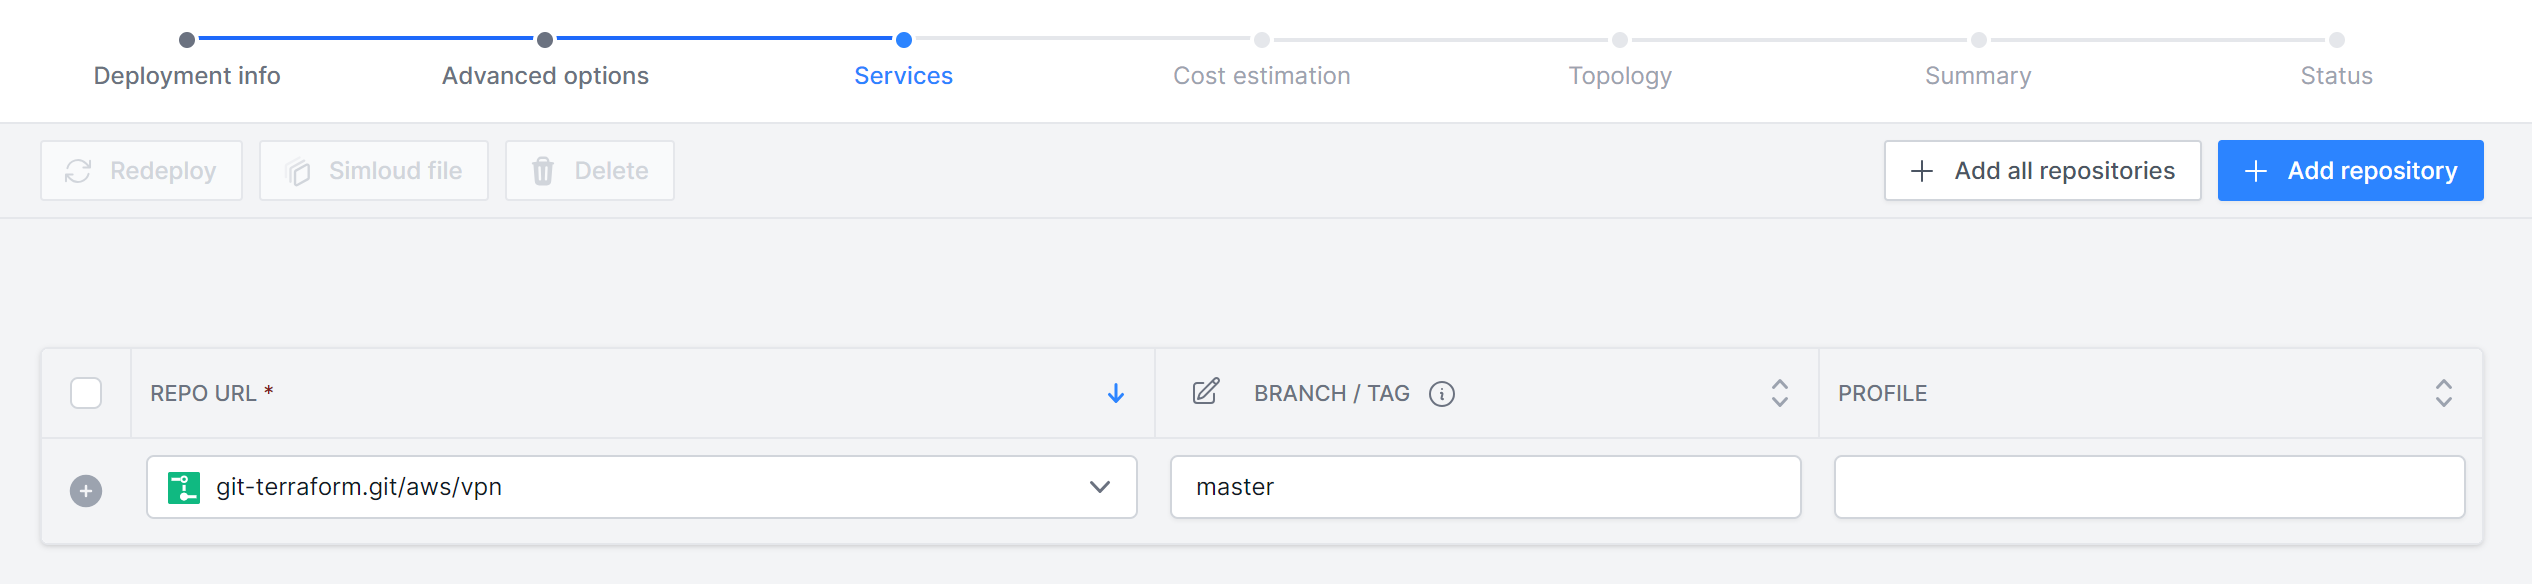 Deployment info
Advanced options
Services
Cost estimation
Topology
Summary
Status
Redeploy
Simloud file
Delete
Add all repositories
Add repository
REPO URL *
BRANCH / TAG
PROFILE
git-terraform.git/aws/vpn
master